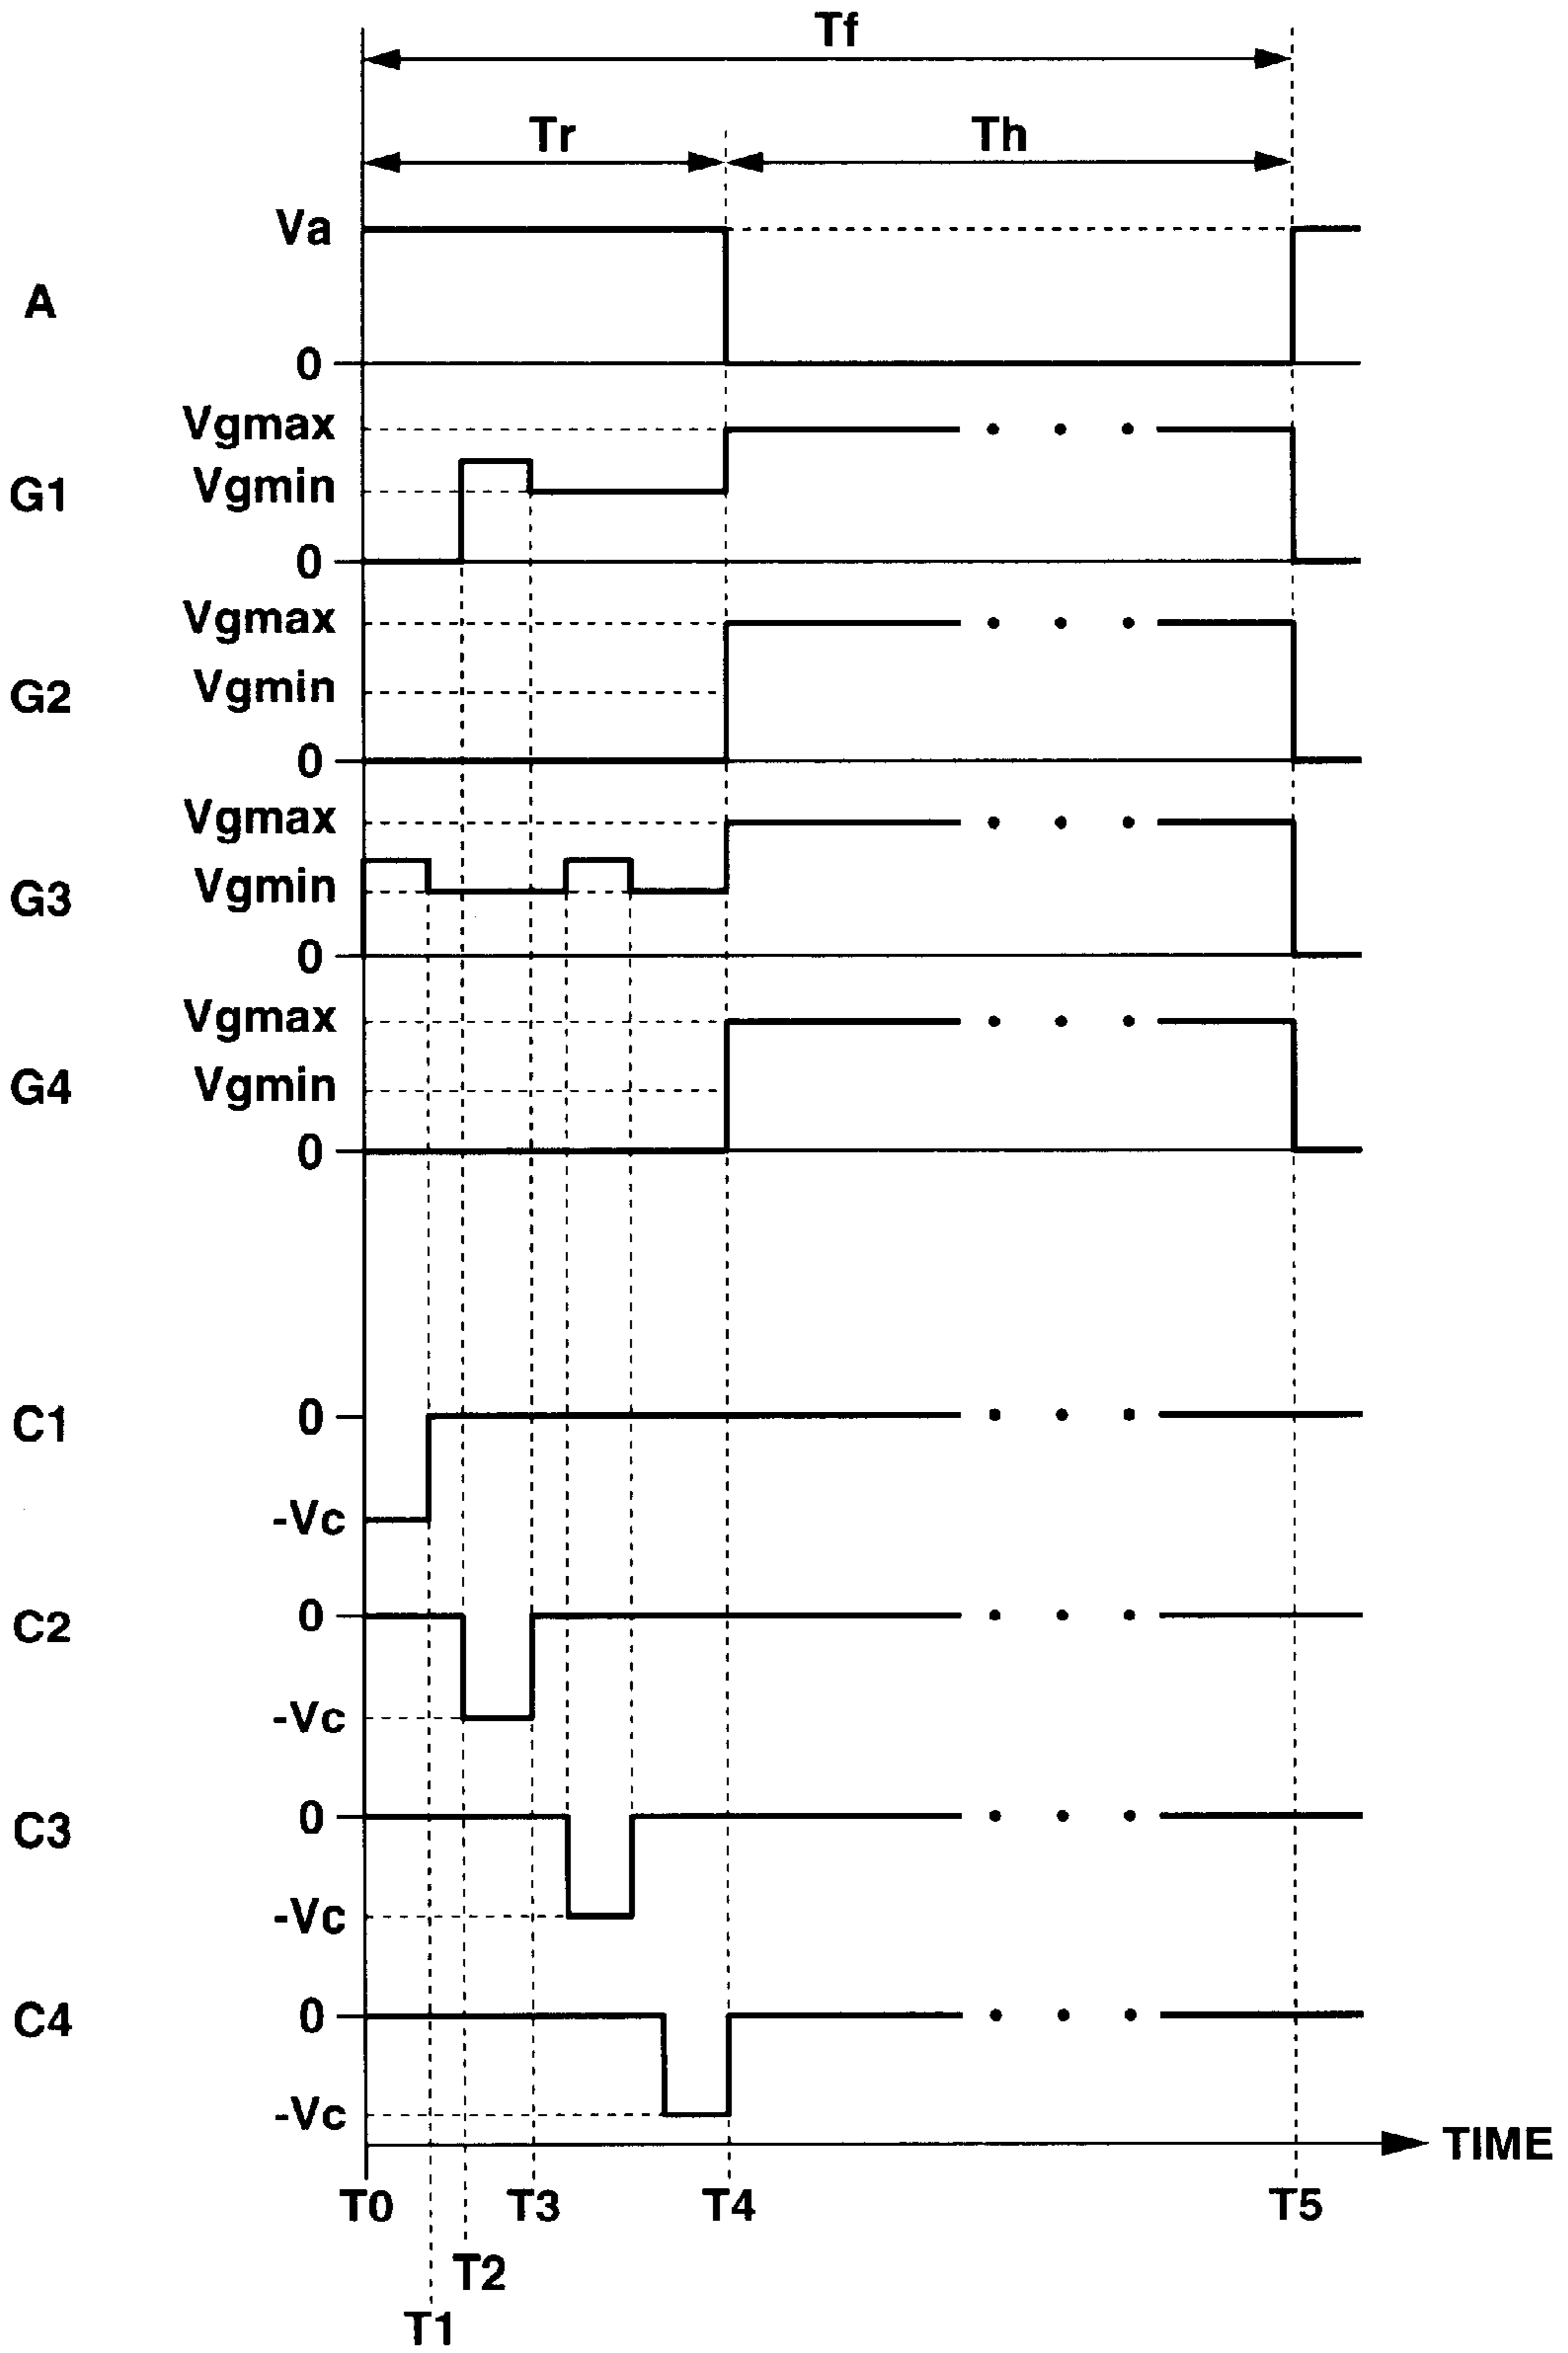 Tf
Tr Th
Va
A
0
Vgmax
Vgmin
G1
0
Vgmax
Vgmin
G2
0
Vgmax
Vgmin
G3
0
Vgmax
Vgmin
G4
0
0
C1
-Vc
0
C2
-Vc
0
C3
-Vc
0
C4
-Vc
TIME
T0 T3 T4 T5
T2
T1